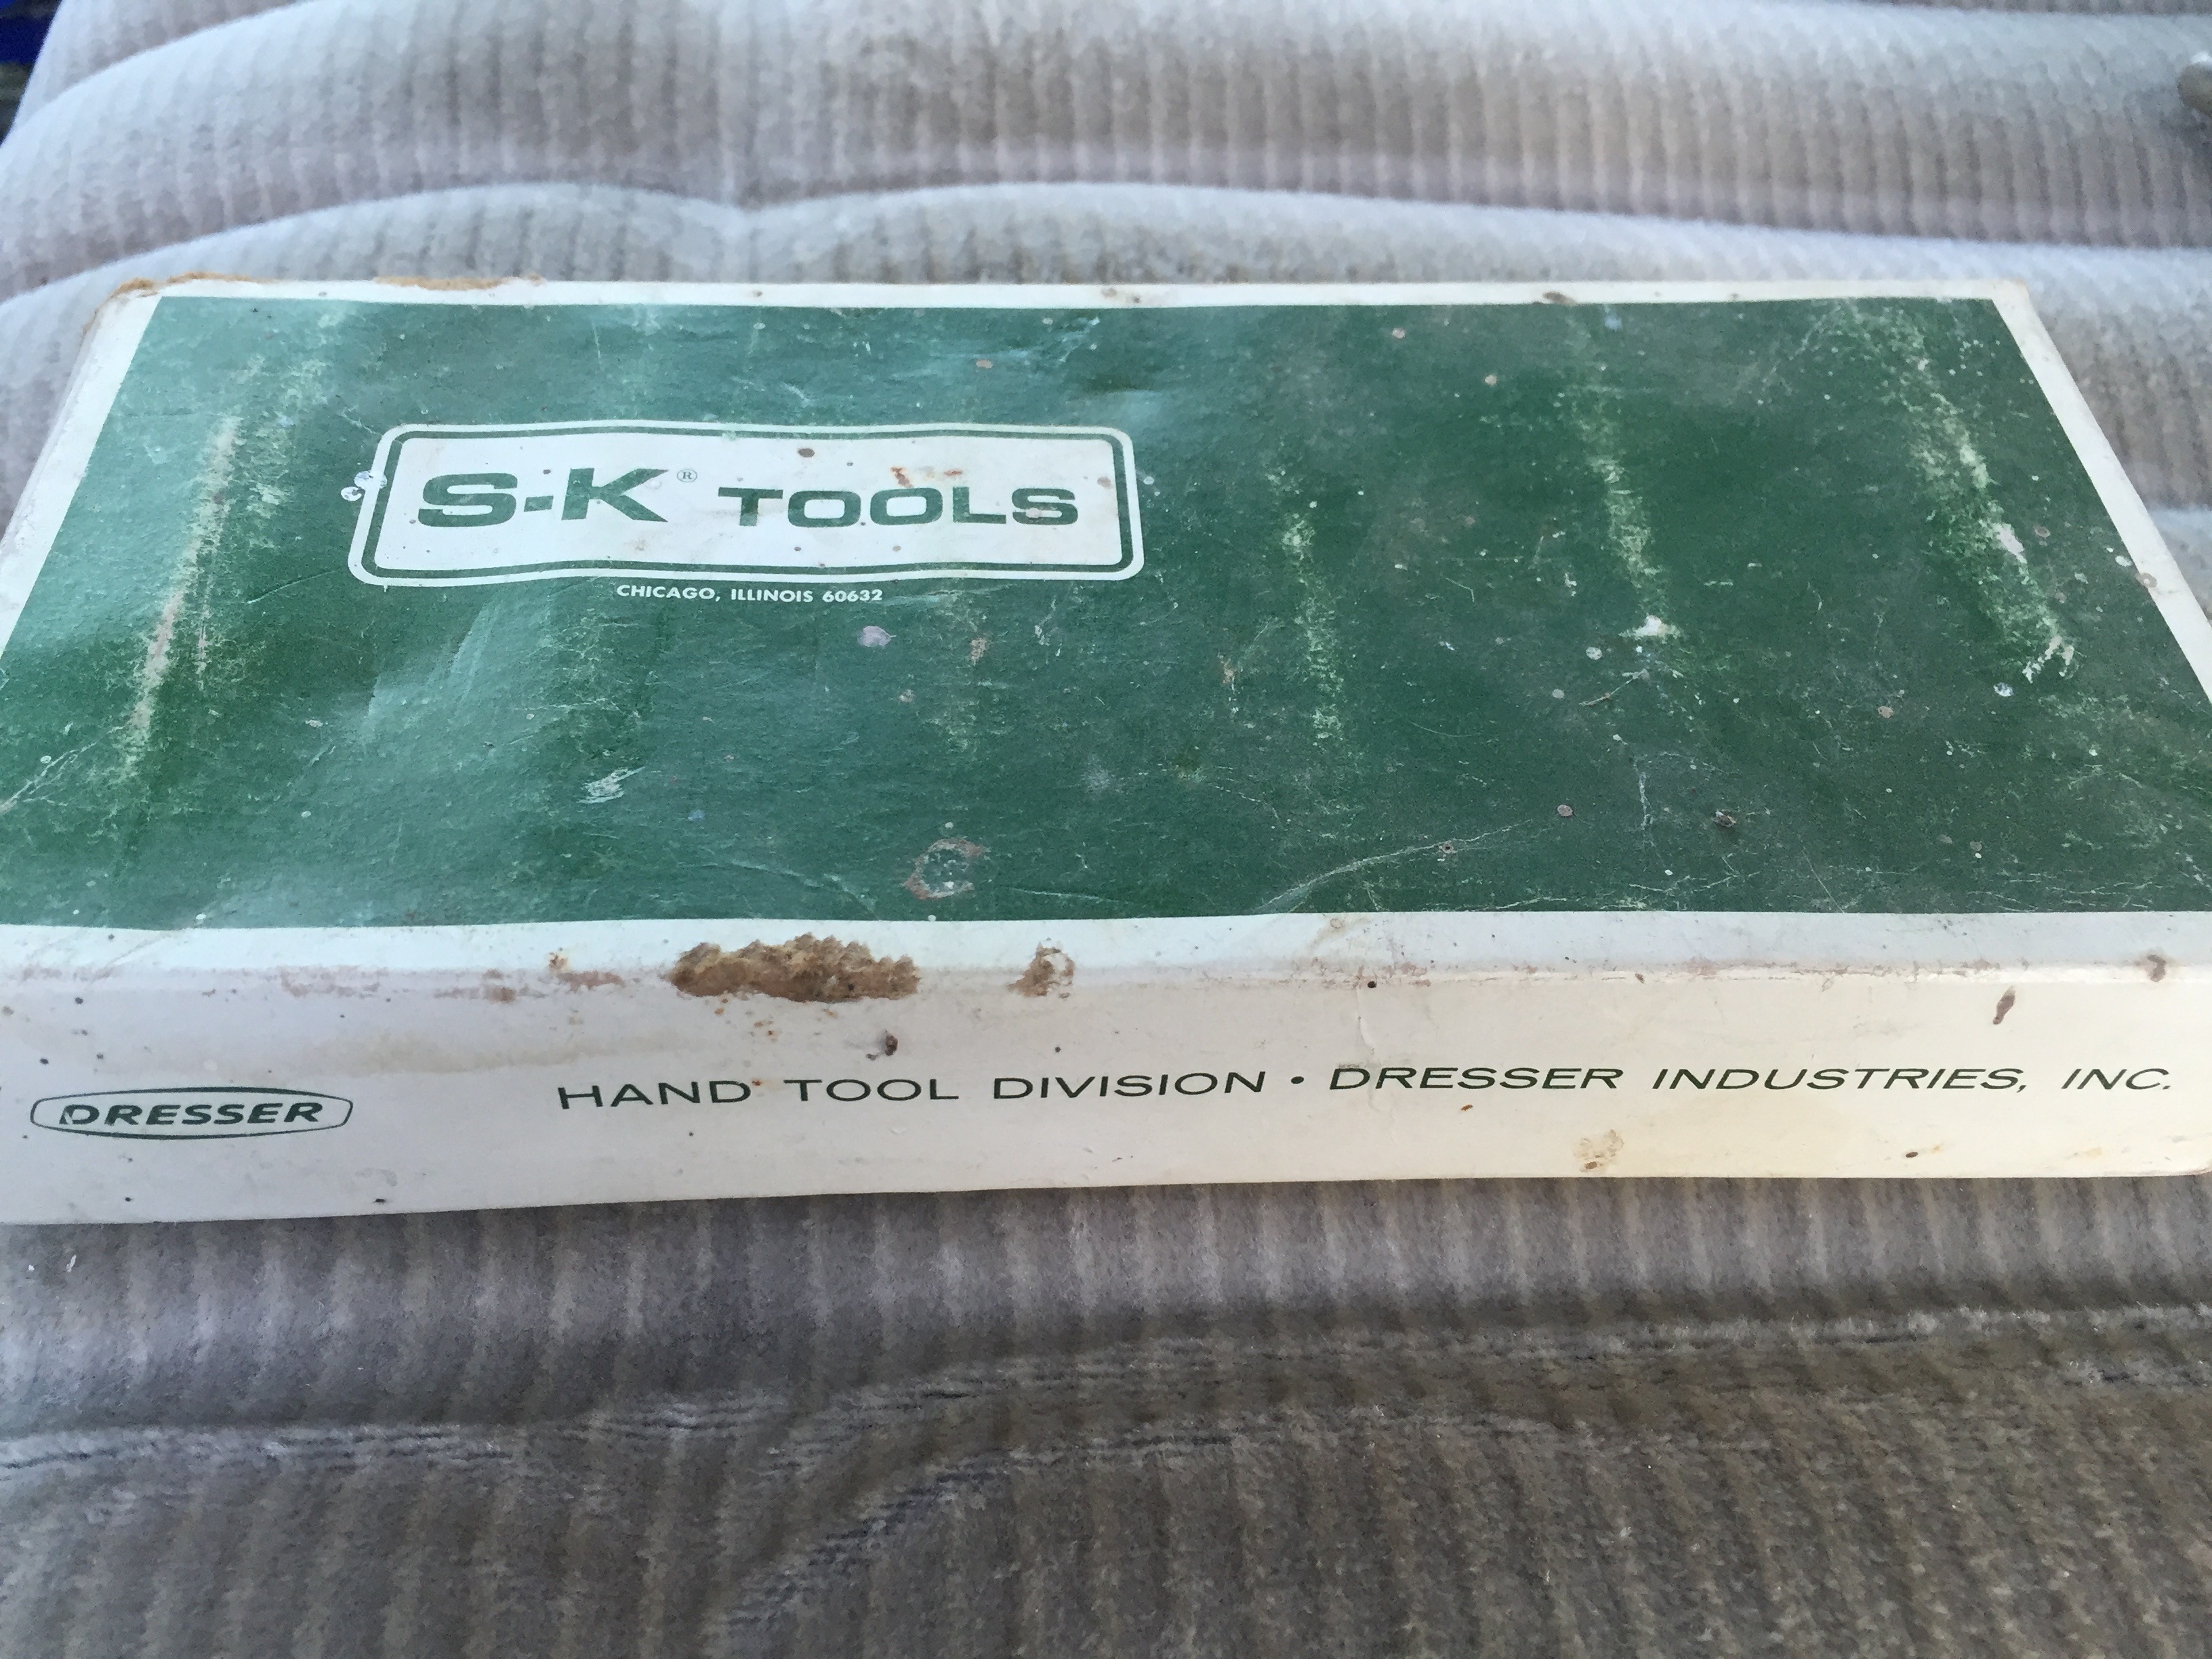 S-K® TOOLS
CHICAGO, ILLINOIS 60632
DRESSER
HAND TOOL DIVISION • DRESSER INDUSTRIES, INC.